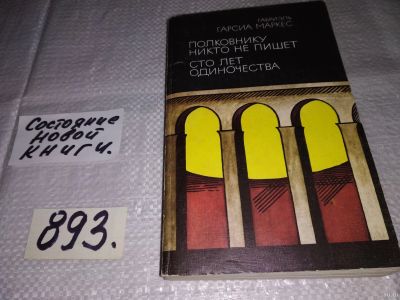 Состояние
новой
книги.
893.
ГАБРИЭЛЬ
ГАРСИА МАРКЕС
ПОЛКОВНИКУ
НИКТО НЕ ПИШЕТ
СТО ЛЕТ
ОДИНОЧЕСТВА